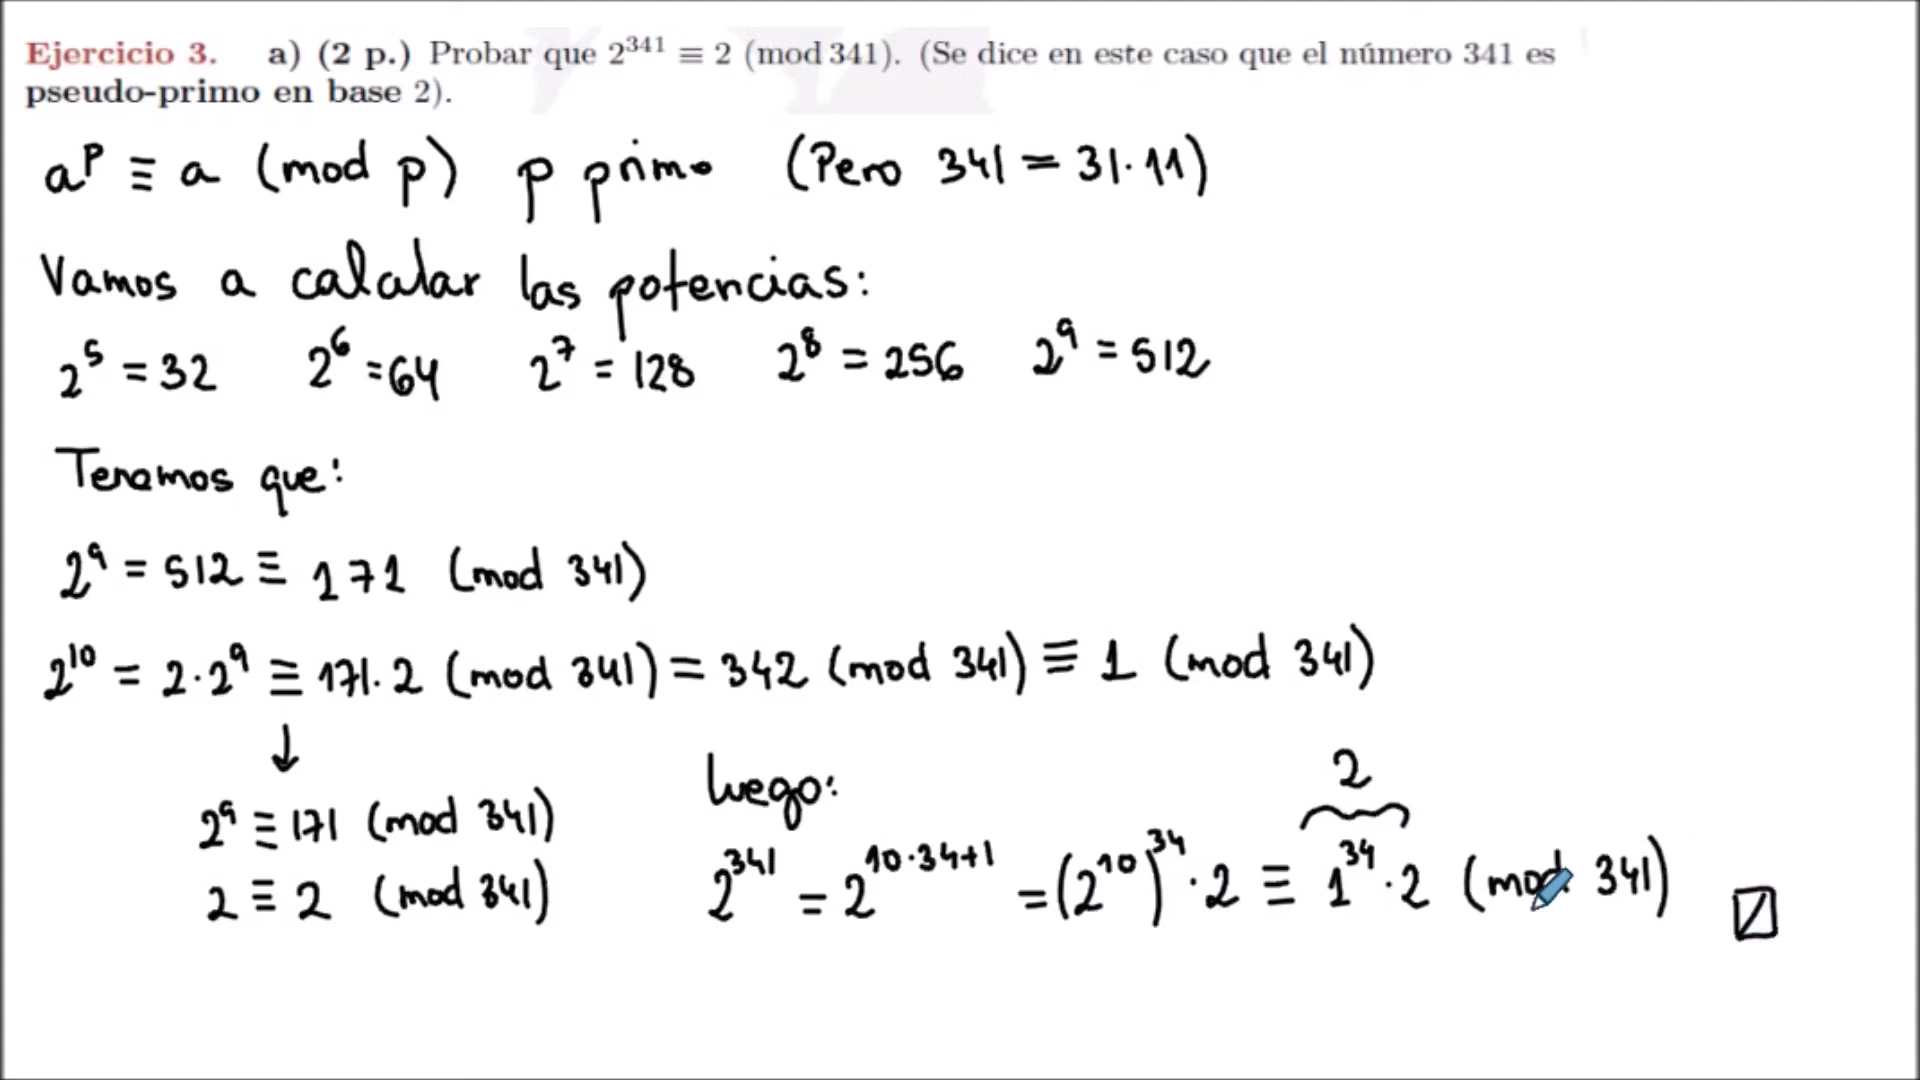 Ejercicio 3. a) (2 p.) Probar que 2^341 ≡ 2 (mod 341). (Se dice en este caso que el número 341 es
pseudo-primo en base 2).
a^p ≡ a (mod p) p primo (Pero 341 = 31·11)
Vamos a calcular las potencias:
2^5 = 32 2^6 = 64 2^7 = 128 2^8 = 256 2^9 = 512
Tenemos que:
2^9 = 512 ≡ 171 (mod 341)
2^10 = 2·2^9 ≡ 171·2 (mod 341) = 342 (mod 341) ≡ 1 (mod 341)
↓
2^9 ≡ 171 (mod 341)
2 ≡ 2 (mod 341)
luego:
2
2^341 = 2^10·34+1 = (2^10)^34 · 2 ≡ 1^34 · 2 (mod 341)